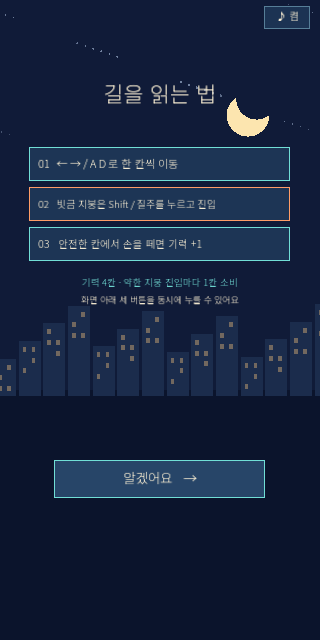 ♪ 켬
길을 읽는 법
01 ← → / A D 로 한 칸씩 이동
02 빗금 지붕은 Shift / 질주를 누르고 진입
03 안전한 칸에서 손을 떼면 기력 +1
기력 4칸 · 약한 지붕 진입마다 1칸 소비
화면 아래 세 버튼을 동시에 누를 수 있어요
알겠어요 →